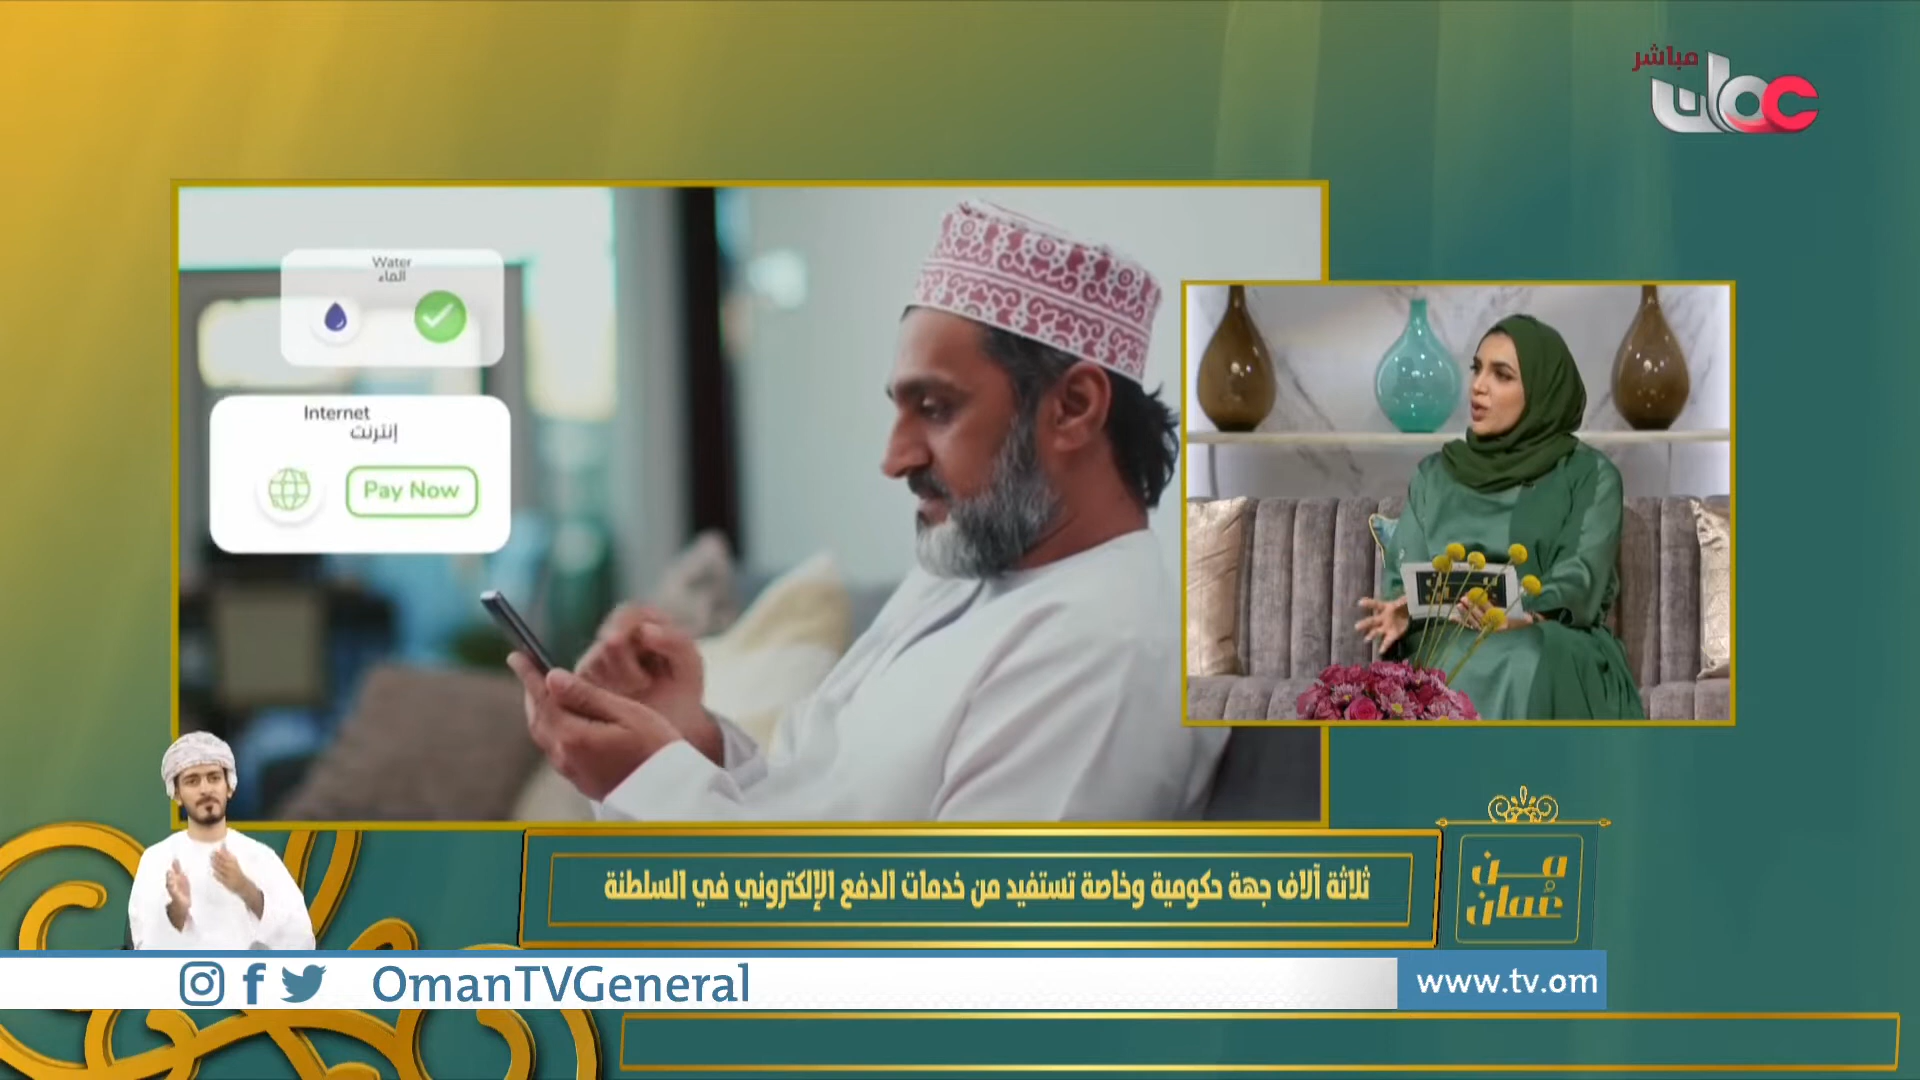 مباشر
عمان
Water
الماء
Internet
إنترنت
Pay Now
من
عُمان
ثلاثة آلاف جهة حكومية وخاصة تستفيد من خدمات الدفع الإلكتروني في السلطنة
OmanTVGeneral
www.tv.om